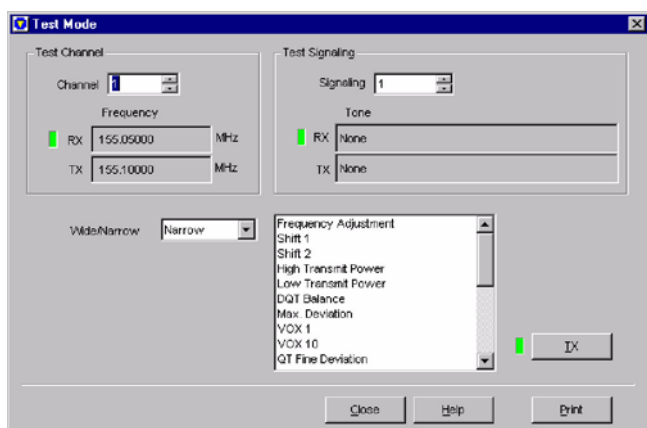 Test Mode
Test Channel
Channel 1
Frequency
RX 155.05000 MHz
TX 155.10000 MHz
Test Signaling
Signaling 1
Tone
RX None
TX None
Wide/Narrow Narrow
Frequency Adjustment
Shift 1
Shift 2
High Transmit Power
Low Transmit Power
DQT Balance
Max. Deviation
VOX 1
VOX 10
QT Fine Deviation
TX
Close Help Print